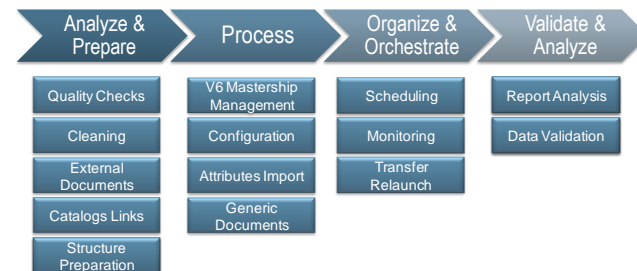 Analyze &
Prepare
Process
Organize &
Orchestrate
Validate &
Analyze
Quality Checks
Cleaning
External
Documents
Catalogs Links
Structure
Preparation
V6 Mastership
Management
Configuration
Attributes Import
Generic
Documents
Scheduling
Monitoring
Transfer
Relaunch
Report Analysis
Data Validation